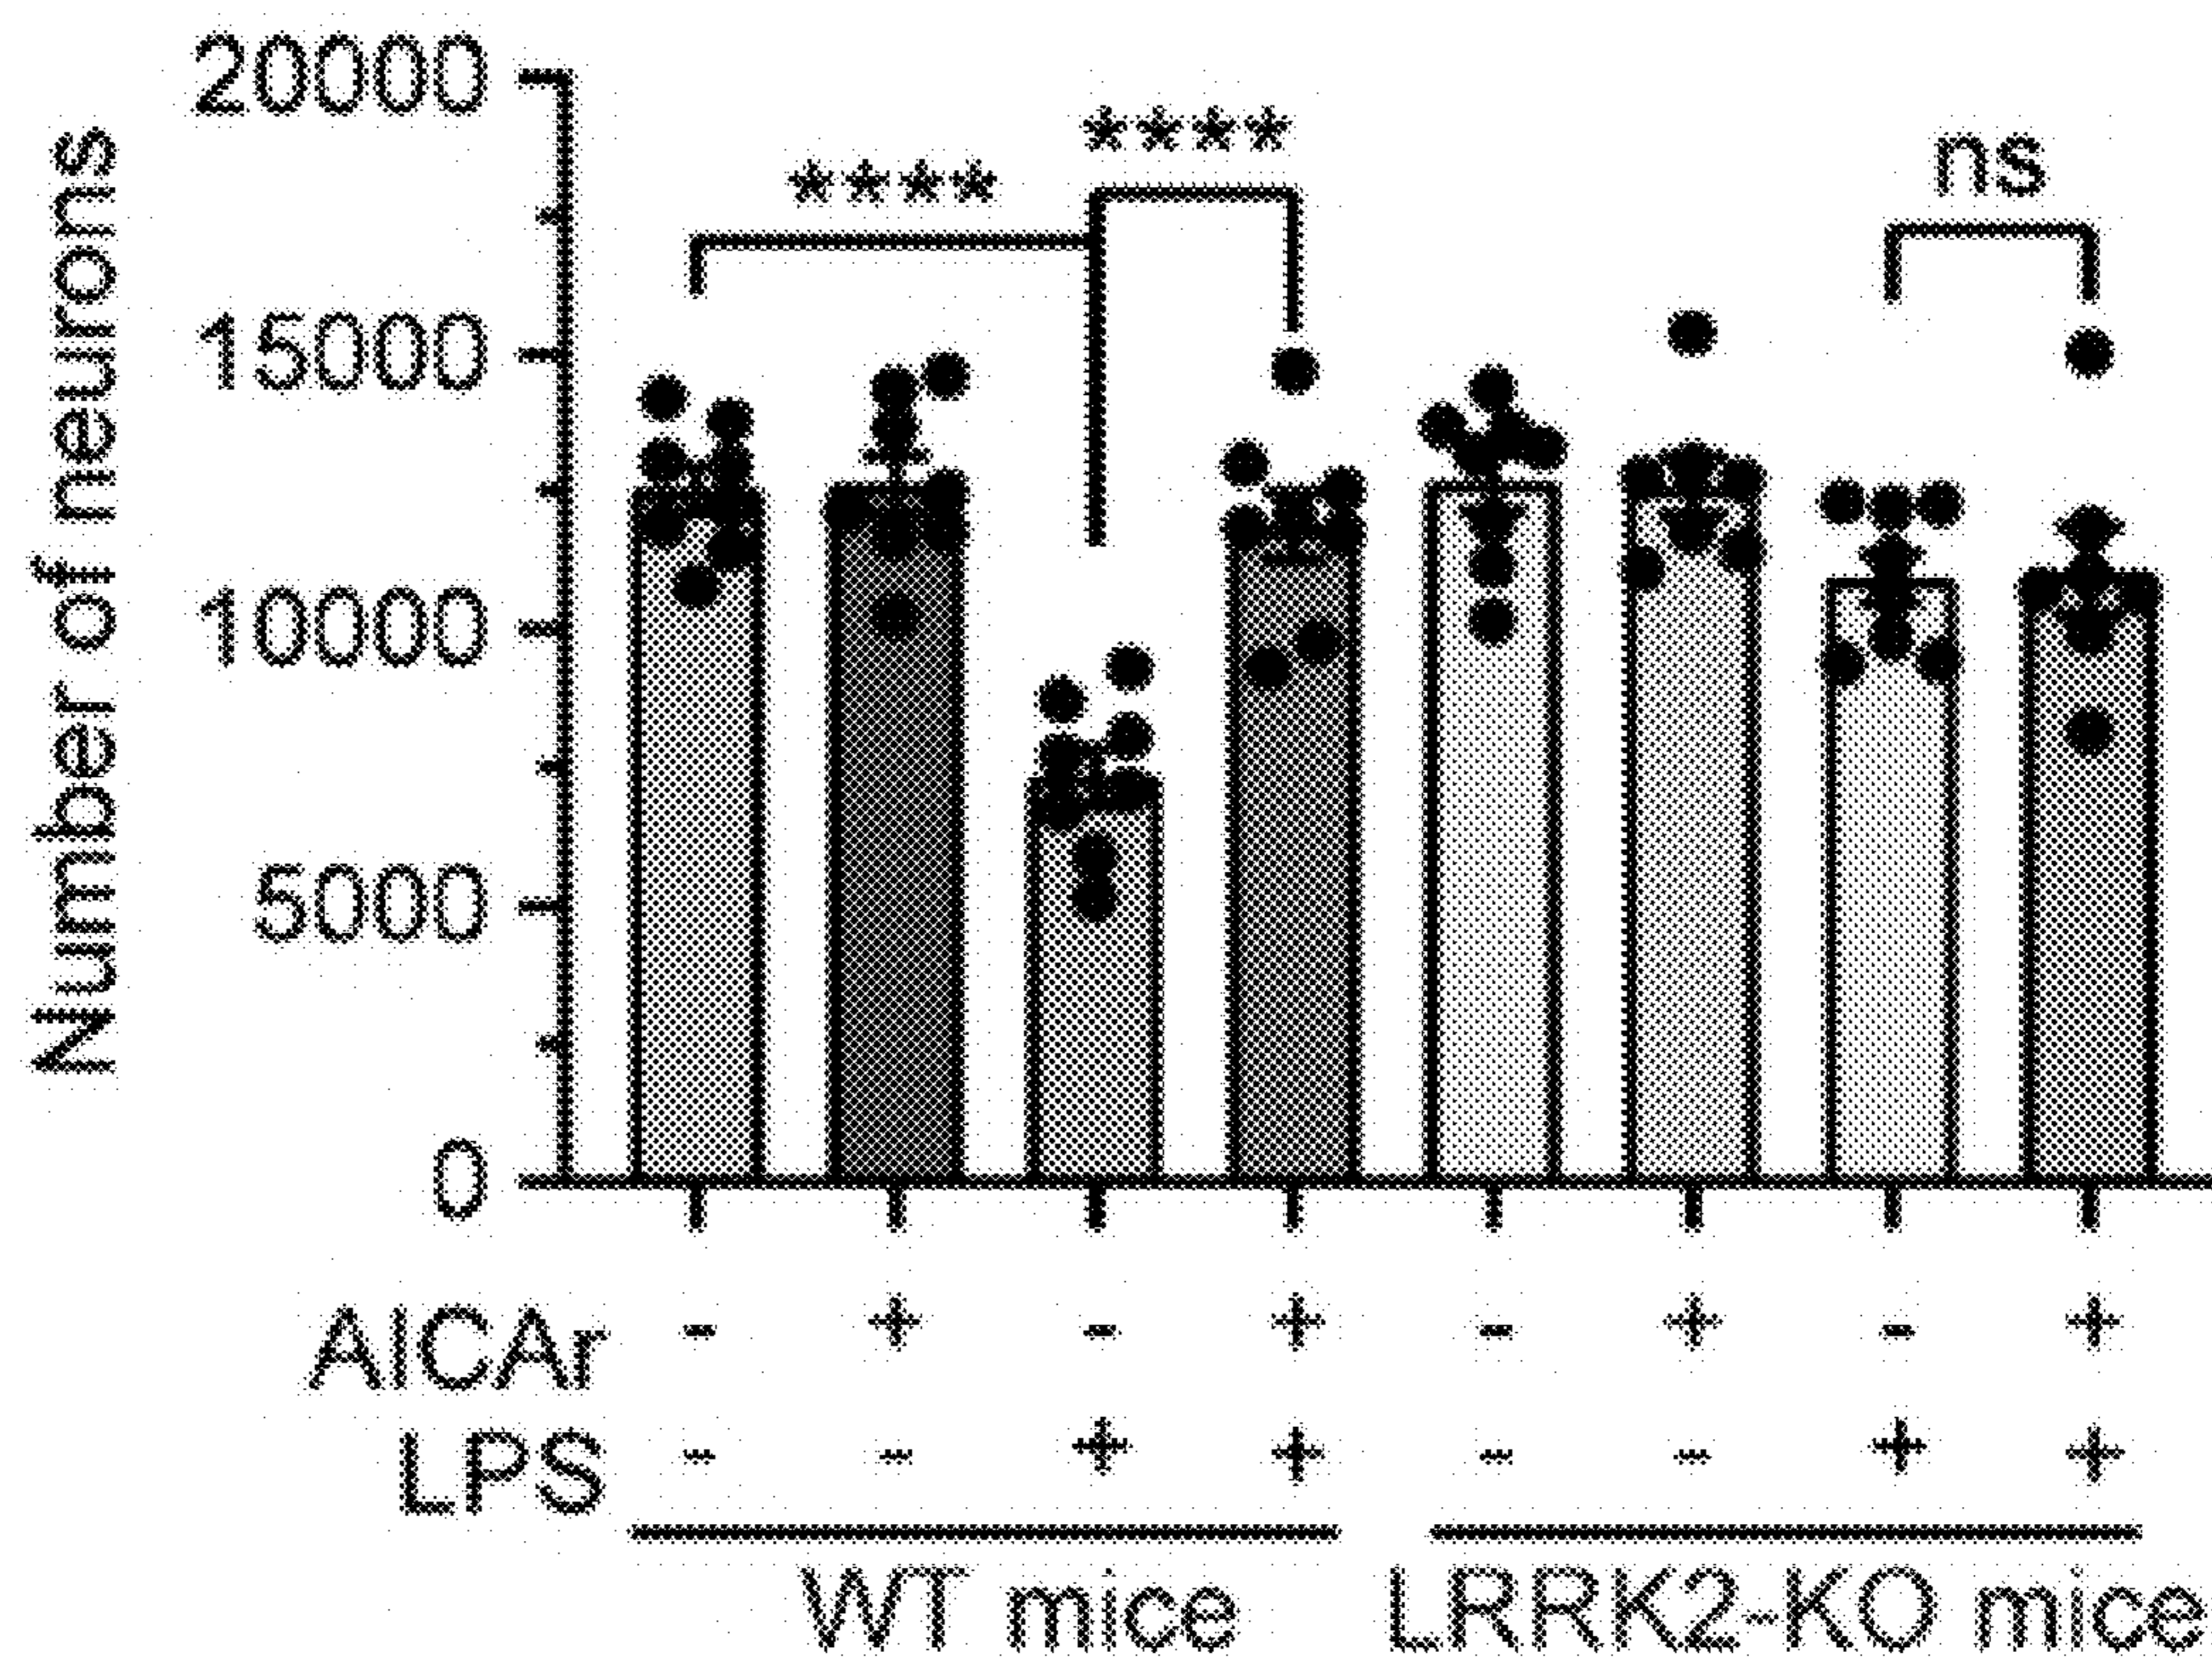 Number of neurons
20000
15000
10000
5000
0
****
****
ns
AICAr - + - + - + - +
LPS - - + + - - + +
WT mice LRRK2-KO mice